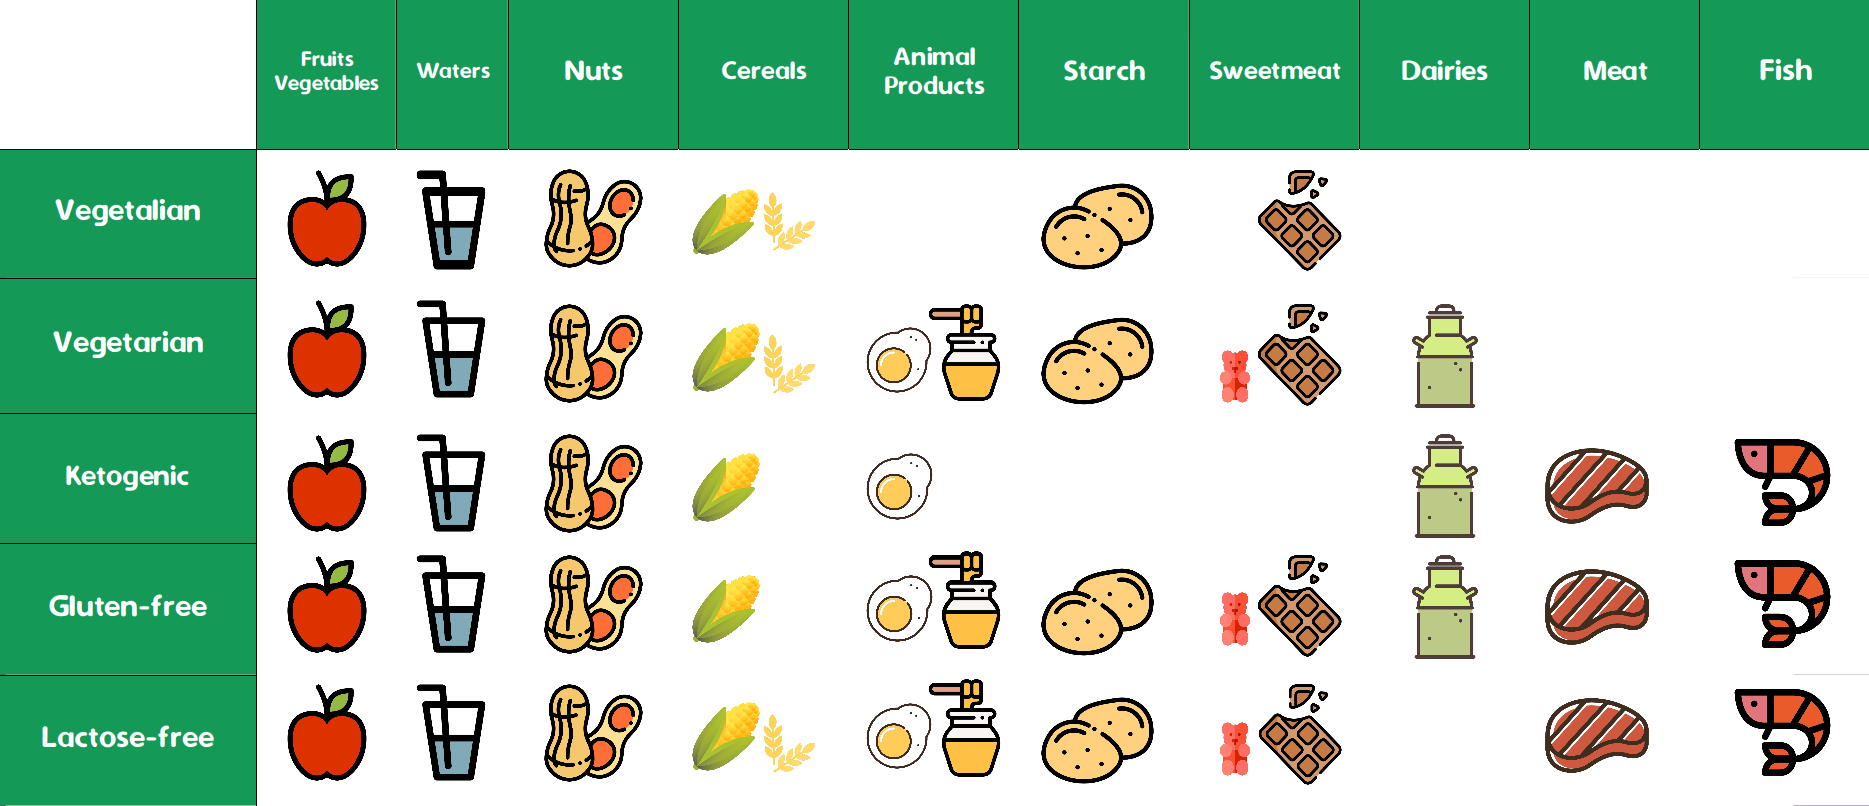 Fruits
Vegetables
Waters
Nuts
Cereals
Animal
Products
Starch
Sweetmeat
Dairies
Meat
Fish
Vegetalian
Vegetarian
Ketogenic
Gluten-free
Lactose-free